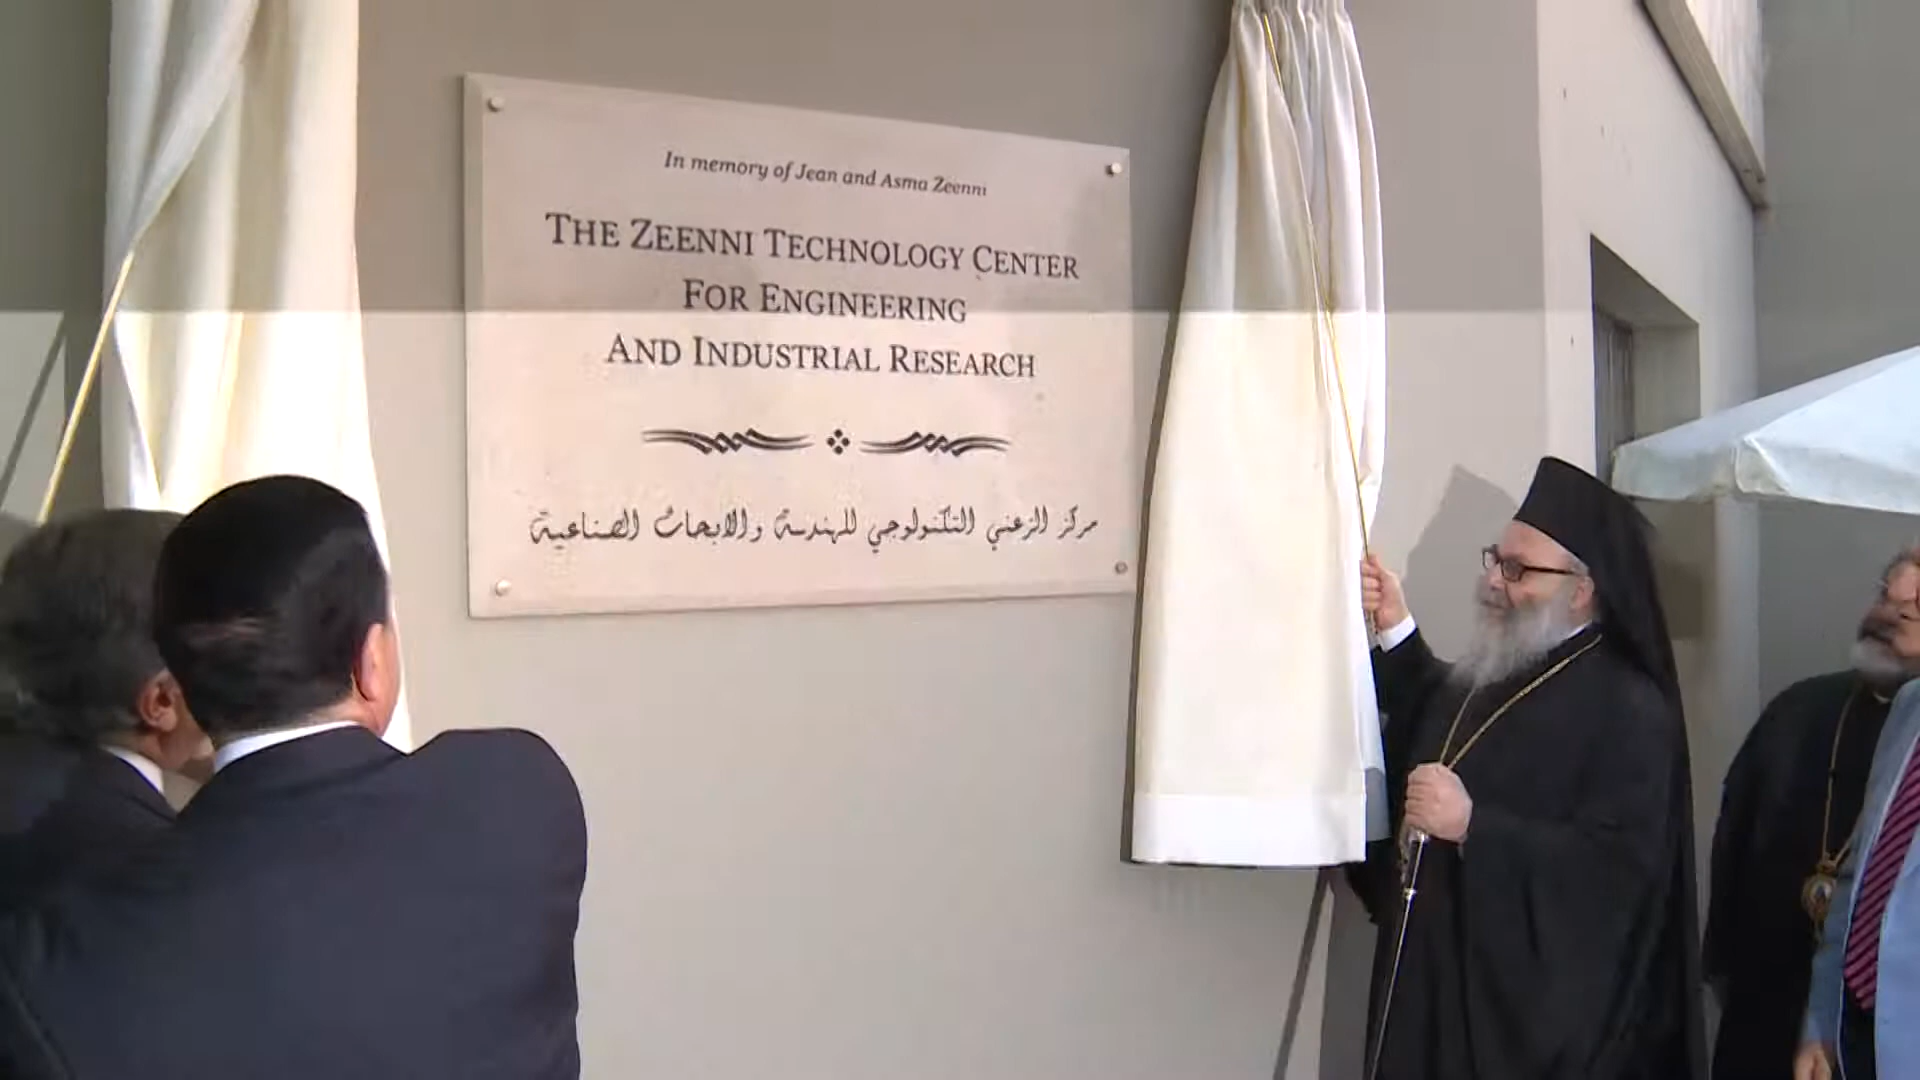 In memory of Jean and Asma Zeenni
THE ZEENNI TECHNOLOGY CENTER
FOR ENGINEERING
AND INDUSTRIAL RESEARCH
مركز الزعني التكنولوجي للهندسة والابحاث الصناعية